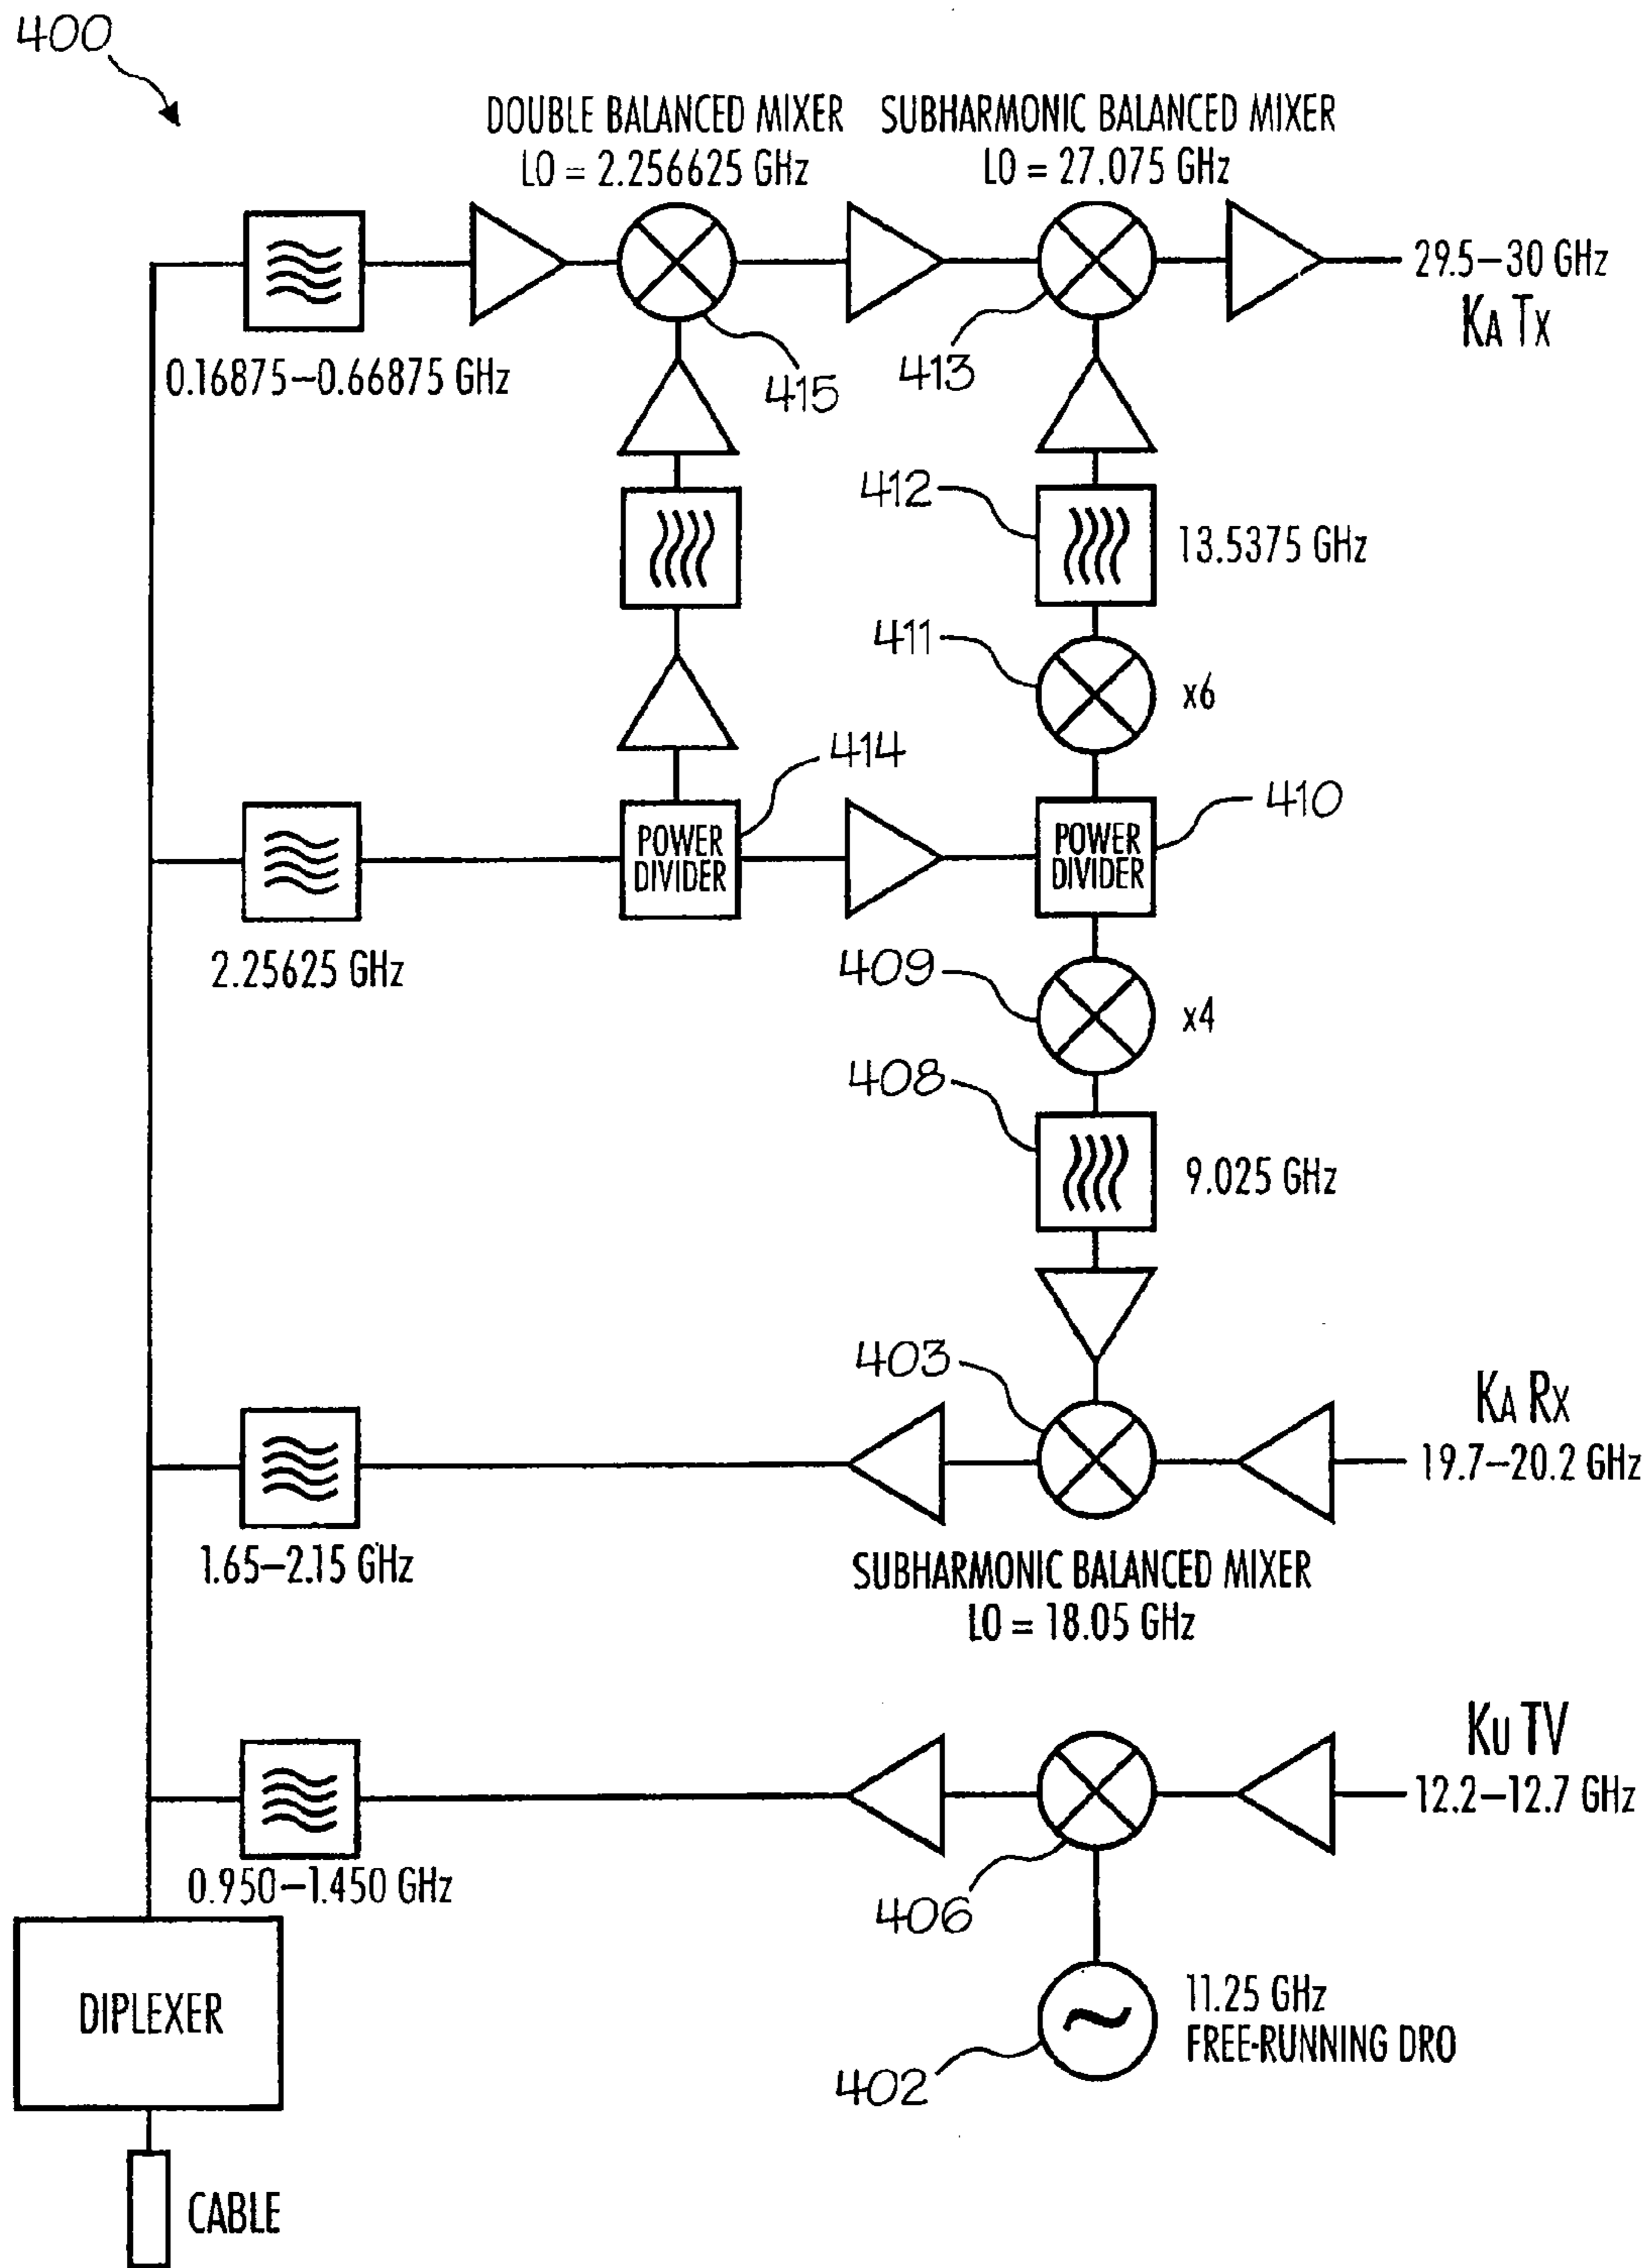 400
DOUBLE BALANCED MIXER
LO = 2.256625 GHz
SUBHARMONIC BALANCED MIXER
LO = 27.075 GHz
29.5–30 GHz
KA TX
0.16875–0.66875 GHz
415
413
412
13.5375 GHz
411
x6
414
410
POWER
DIVIDER
POWER
DIVIDER
2.25625 GHz
409
x4
408
9.025 GHz
403
KA RX
19.7–20.2 GHz
1.65–2.15 GHz
SUBHARMONIC BALANCED MIXER
LO = 18.05 GHz
KU TV
12.2–12.7 GHz
0.950–1.450 GHz
406
DIPLEXER
11.25 GHz
FREE-RUNNING DRO
402
CABLE